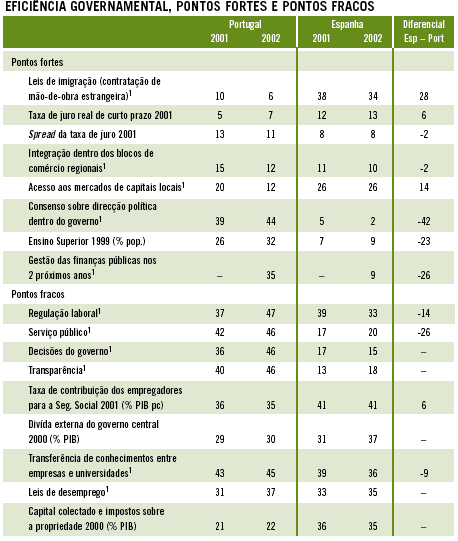 EFICIÊNCIA GOVERNAMENTAL, PONTOS FORTES E PONTOS FRACOS
Portugal Espanha Diferencial
2001 2002 2001 2002 Esp – Port
Pontos fortes
Leis de imigração (contratação de
mão-de-obra estrangeira)¹ 10 6 38 34 28
Taxa de juro real de curto prazo 2001 5 7 12 13 6
Spread da taxa de juro 2001 13 11 8 8 -2
Integração dentro dos blocos de
comércio regionais¹ 15 12 11 10 -2
Acesso aos mercados de capitais locais¹ 20 12 26 26 14
Consenso sobre direcção política
dentro do governo¹ 39 44 5 2 -42
Ensino Superior 1999 (% pop.) 26 32 7 9 -23
Gestão das finanças públicas nos
2 próximos anos¹ – 35 – 9 -26
Pontos fracos
Regulação laboral¹ 37 47 39 33 -14
Serviço público¹ 42 46 17 20 -26
Decisões do governo¹ 36 46 17 15 –
Transparência¹ 40 46 13 18 –
Taxa de contribuição dos empregadores
para a Seg. Social 2001 (% PIB pc) 36 35 41 41 6
Divída externa do governo central
2000 (% PIB) 29 30 31 37 –
Transferência de conhecimentos entre
empresas e universidades¹ 43 45 39 36 -9
Leis de desemprego¹ 31 37 33 35 –
Capital colectado e impostos sobre
a propriedade 2000 (% PIB) 21 22 36 35 –